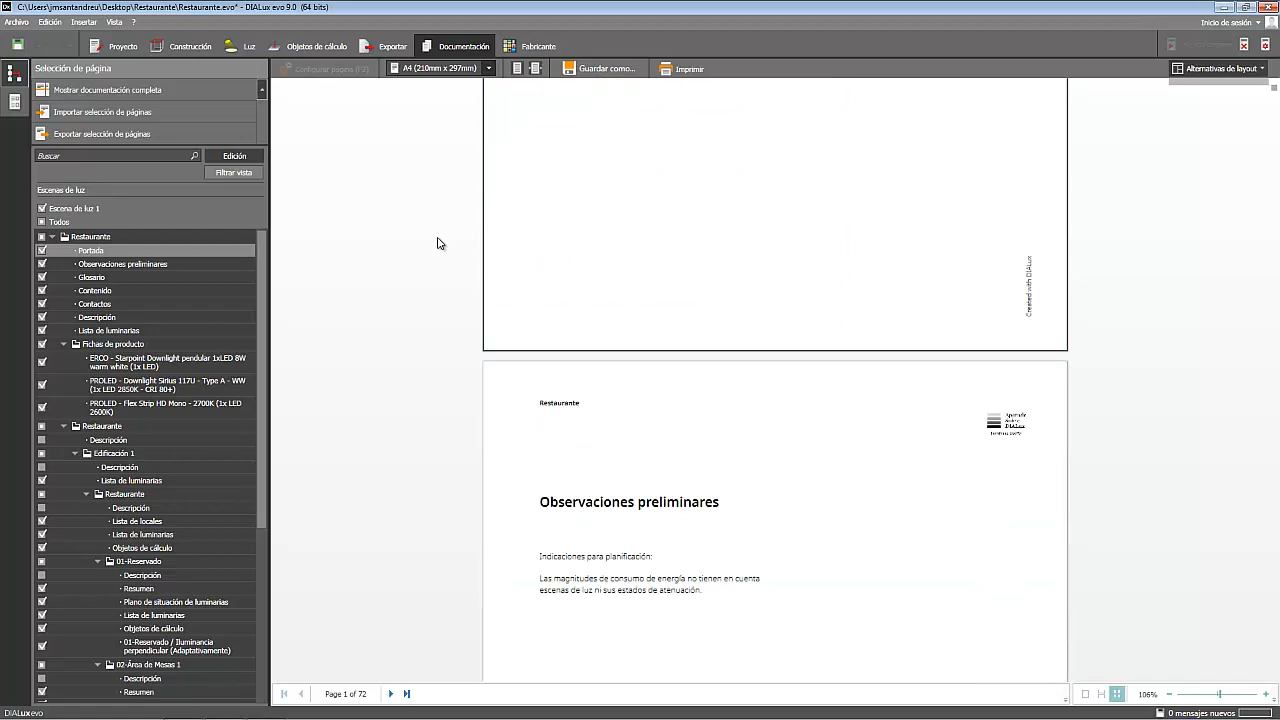 C:\Users\jmsantandreu\Desktop\Restaurante\Restaurante.evo* - DIALux evo 9.0 (64 bits)
Archivo Edición Insertar Vista ?
Inicio de sesión
Proyecto Construcción Luz Objetos de cálculo Exportar Documentación Fabricante
Selección de página
Configurar página (F2)
A4 (210mm x 297mm)
Guardar como...
Imprimir
Alternativas de layout
Mostrar documentación completa
Importar selección de páginas
Exportar selección de páginas
Buscar
Edición
Filtrar vista
Escenas de luz
Escena de luz 1
Todos
Restaurante
Portada
Observaciones preliminares
Glosario
Contenido
Contactos
Descripción
Lista de luminarias
Fichas de producto
ERCO - Starpoint Downlight pendular 1xLED 8W
warm white (1x LED)
PROLED - Downlight Sirius 117U - Type A - WW
(1x LED 2850K - CRI 80+)
PROLED - Flex Strip HD Mono - 2700K (1x LED
2600K)
Restaurante
Descripción
Edificación 1
Descripción
Lista de luminarias
Restaurante
Descripción
Lista de locales
Lista de luminarias
Objetos de cálculo
01-Reservado
Descripción
Resumen
Plano de situación de luminarias
Lista de luminarias
Objetos de cálculo
01-Reservado / Iluminancia
perpendicular (Adaptativamente)
02-Área de Mesas 1
Descripción
Resumen
Created with DIALux
Restaurante
Observaciones preliminares
Indicaciones para planificación:
Las magnitudes de consumo de energía no tienen en cuenta
escenas de luz ni sus estados de atenuación.
Page 1 of 72
106%
DIALux evo
0 mensajes nuevos